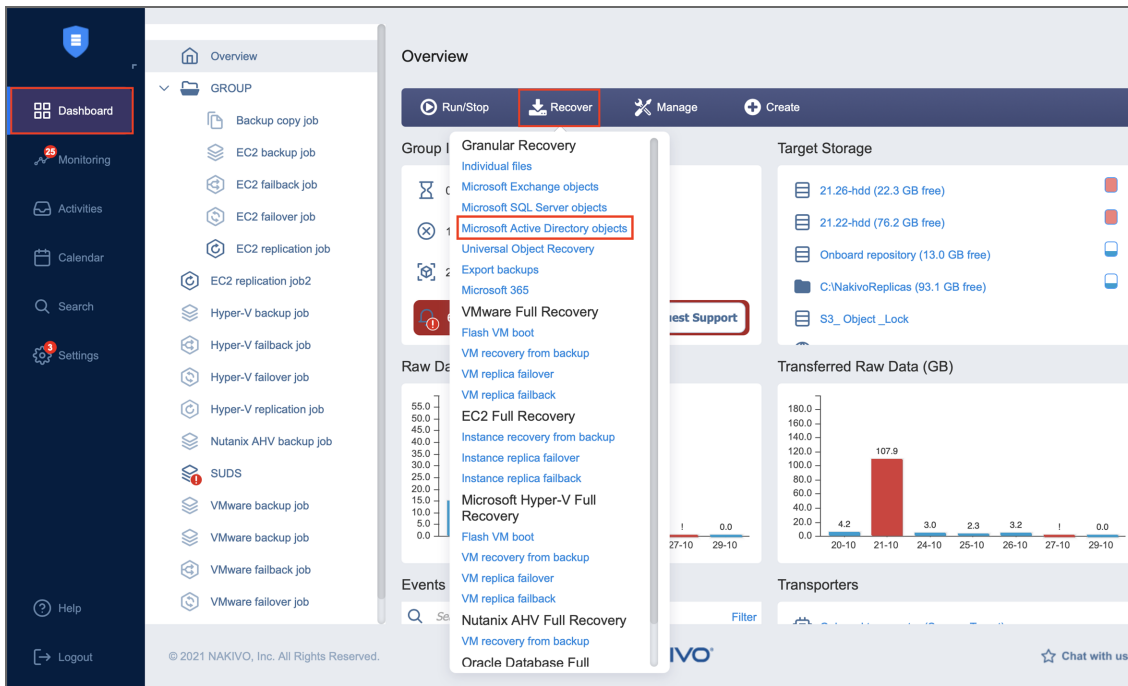 Dashboard
25
Monitoring
Activities
Calendar
Search
3
Settings
Help
Logout
Overview
GROUP
Backup copy job
EC2 backup job
EC2 failback job
EC2 failover job
EC2 replication job
EC2 replication job2
Hyper-V backup job
Hyper-V failback job
Hyper-V failover job
Hyper-V replication job
Nutanix AHV backup job
SUDS
VMware backup job
VMware backup job
VMware failback job
VMware failover job
© 2021 NAKIVO, Inc. All Rights Reserved.
Overview
Run/Stop
Recover
Manage
Create
Group
Granular Recovery
Individual files
Microsoft Exchange objects
Microsoft SQL Server objects
Microsoft Active Directory objects
Universal Object Recovery
Export backups
Microsoft 365
VMware Full Recovery
Flash VM boot
VM recovery from backup
VM replica failover
VM replica failback
EC2 Full Recovery
Instance recovery from backup
Instance replica failover
Instance replica failback
Microsoft Hyper-V Full
Recovery
Flash VM boot
VM recovery from backup
VM replica failover
VM replica failback
Nutanix AHV Full Recovery
VM recovery from backup
Oracle Database Full
Support
Raw
55.0
50.0
45.0
40.0
35.0
30.0
25.0
20.0
15.0
10.0
5.0
0.0
! 0.0
27-10 29-10
Events
Filter
IVO
Target Storage
21.26-hdd (22.3 GB free)
21.22-hdd (76.2 GB free)
Onboard repository (13.0 GB free)
C:\NakivoReplicas (93.1 GB free)
S3_ Object _Lock
Transferred Raw Data (GB)
180.0
160.0
140.0
120.0
100.0
80.0
60.0
40.0
20.0
0.0
4.2 107.9 3.0 2.3 3.2 ! 0.0
20-10 21-10 24-10 25-10 26-10 27-10 29-10
Transporters
Chat with us